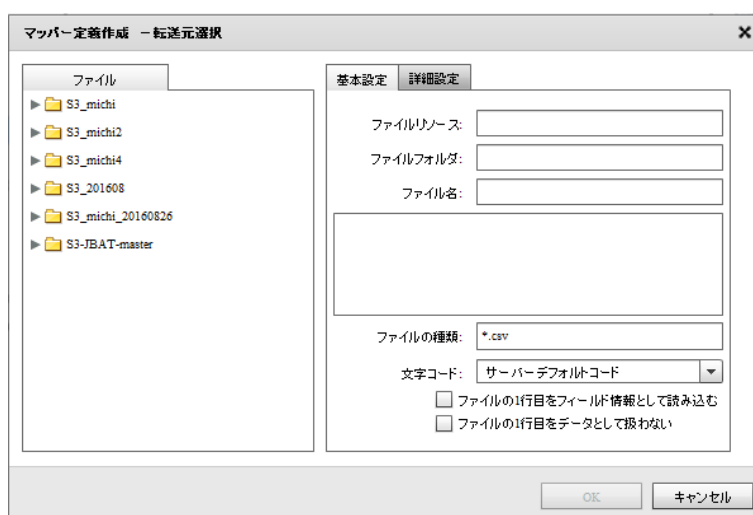 マッパー定義作成 －転送元選択
ファイル
S3_michi
S3_michi2
S3_michi4
S3_201608
S3_michi_20160826
S3-JBAT-master
基本設定 詳細設定
ファイルリソース:
ファイルフォルダ:
ファイル名:
ファイルの種類: *.csv
文字コード: サーバーデフォルトコード
ファイルの1行目をフィールド情報として読み込む
ファイルの1行目をデータとして扱わない
OK キャンセル